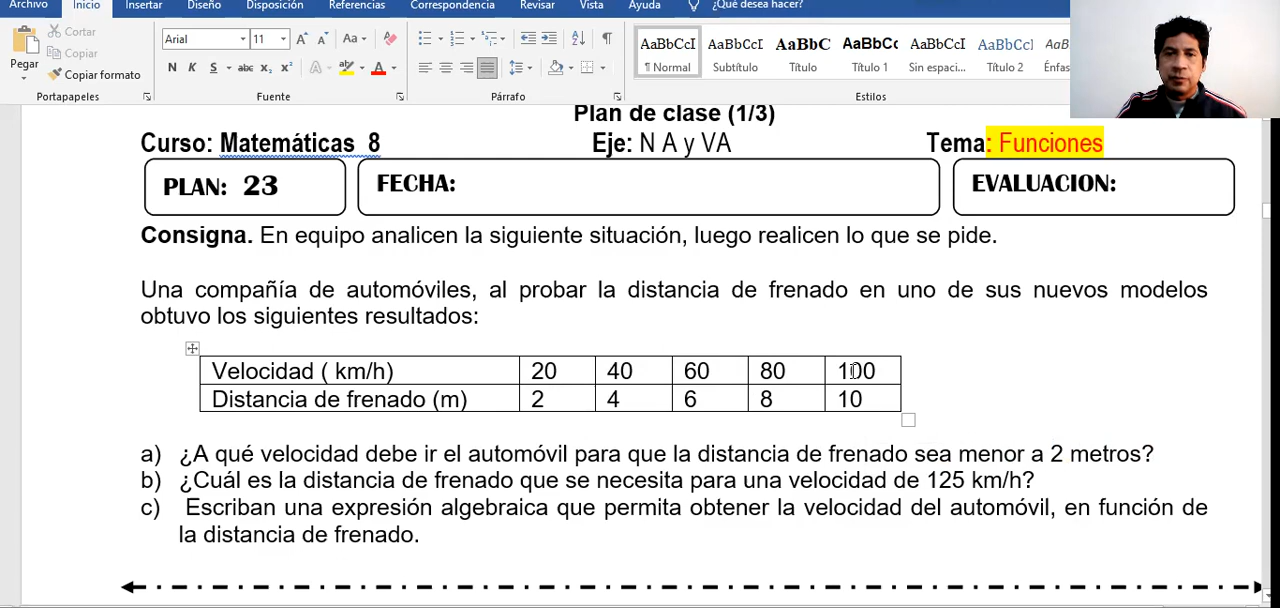 Archivo Inicio Insertar Diseño Disposición Referencias Correspondencia Revisar Vista Ayuda ¿Qué desea hacer?
Cortar
Copiar
Pegar Copiar formato
Arial 11
Aa
N K S abc x₂ x²
AaBbCcI AaBbCcI AaBbC AaBbCc AaBbCcI AaBbCcI AaB
¶ Normal Subtítulo Título Título 1 Sin espaci... Título 2 Énfas
Portapapeles Fuente Párrafo Estilos
Plan de clase (1/3)
Curso: Matemáticas 8 Eje: N A y VA Tema: Funciones
PLAN: 23 FECHA: EVALUACION:
Consigna. En equipo analicen la siguiente situación, luego realicen lo que se pide.
Una compañía de automóviles, al probar la distancia de frenado en uno de sus nuevos modelos
obtuvo los siguientes resultados:
Velocidad ( km/h) 20 40 60 80 100
Distancia de frenado (m) 2 4 6 8 10
a) ¿A qué velocidad debe ir el automóvil para que la distancia de frenado sea menor a 2 metros?
b) ¿Cuál es la distancia de frenado que se necesita para una velocidad de 125 km/h?
c) Escriban una expresión algebraica que permita obtener la velocidad del automóvil, en función de
la distancia de frenado.